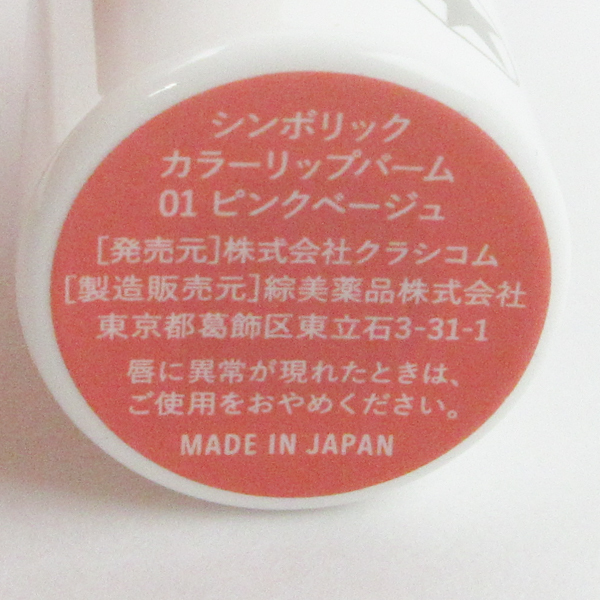 シンボリック
カラーリップバーム
01 ピンクベージュ
[発売元]株式会社クラシコム
[製造販売元]綜美薬品株式会社
東京都葛飾区東立石3-31-1
唇に異常が現れたときは、
ご使用をおやめください。
MADE IN JAPAN